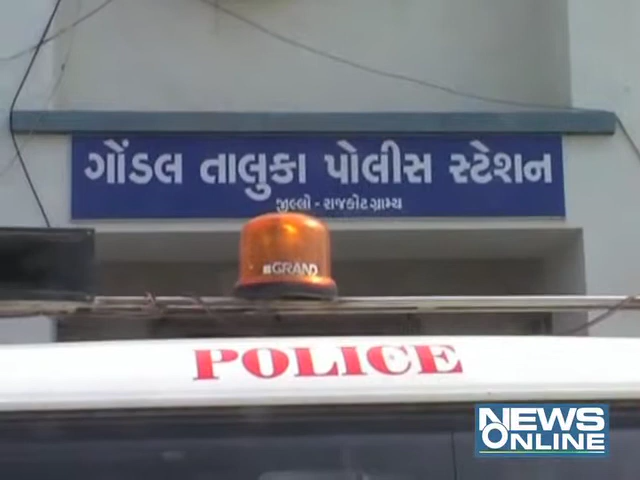 ગોંડલ તાલુકા પોલીસ સ્ટેશન
જીલ્લો - રાજકોટ ગ્રામ્ય
GRAND
POLICE
NEWS
ONLINE